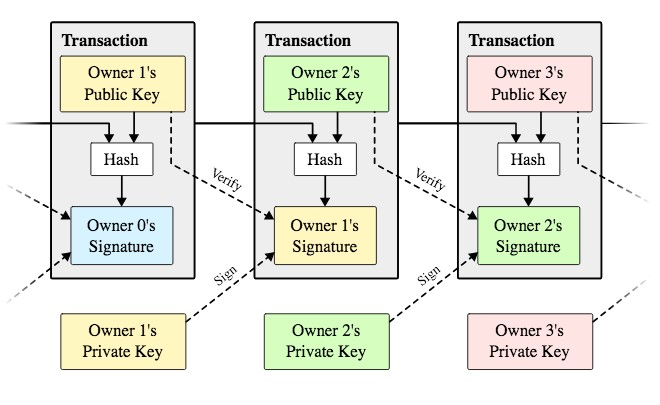 Transaction
Owner 1's
Public Key
Hash
Owner 0's
Signature
Transaction
Owner 2's
Public Key
Hash
Verify
Owner 1's
Signature
Sign
Transaction
Owner 3's
Public Key
Hash
Verify
Owner 2's
Signature
Sign
Owner 1's
Private Key
Owner 2's
Private Key
Owner 3's
Private Key